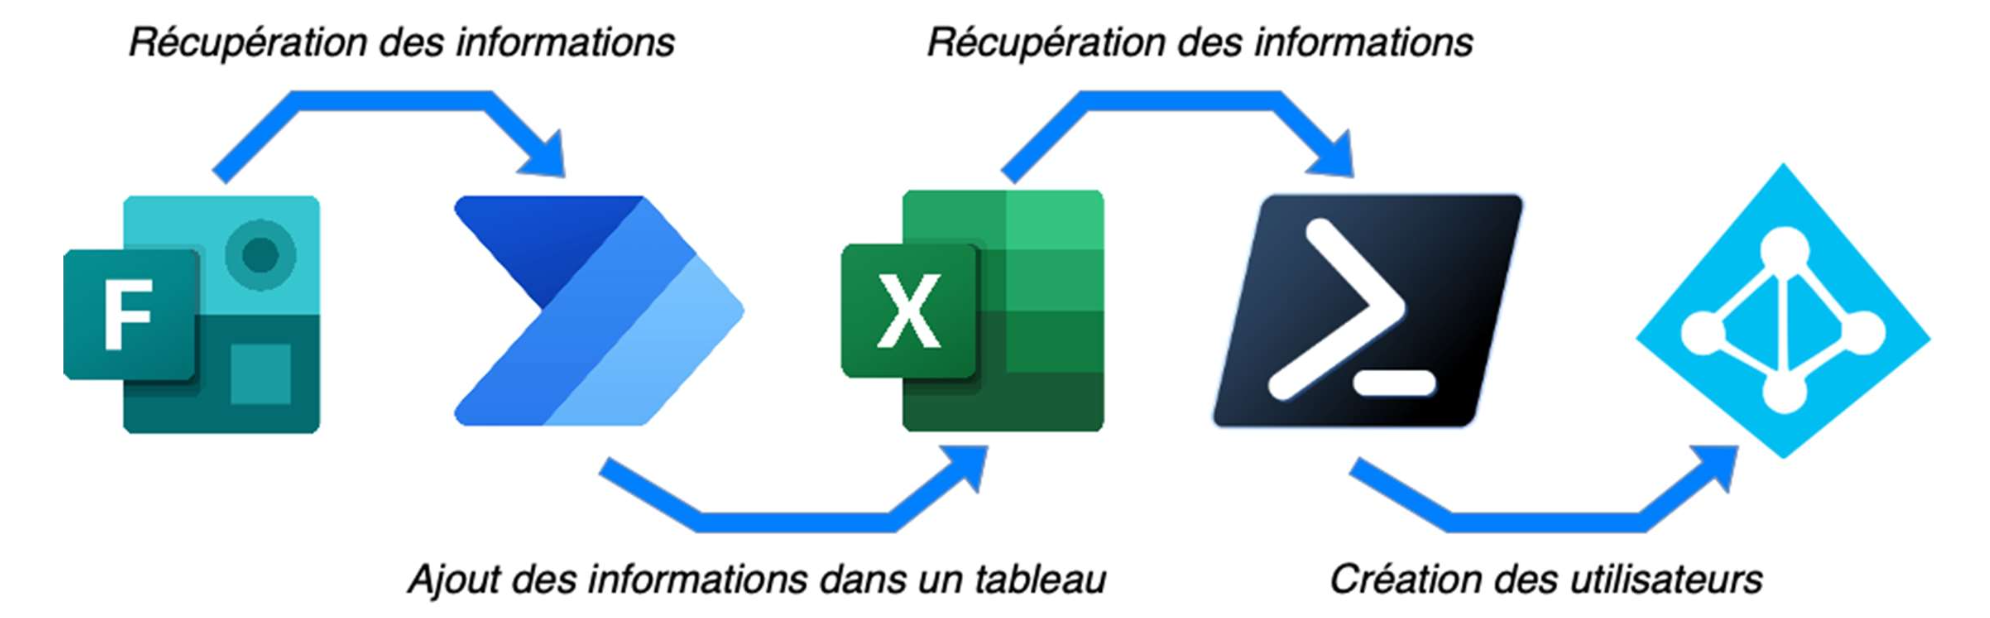 Récupération des informations
Récupération des informations
F
X
Ajout des informations dans un tableau
Création des utilisateurs